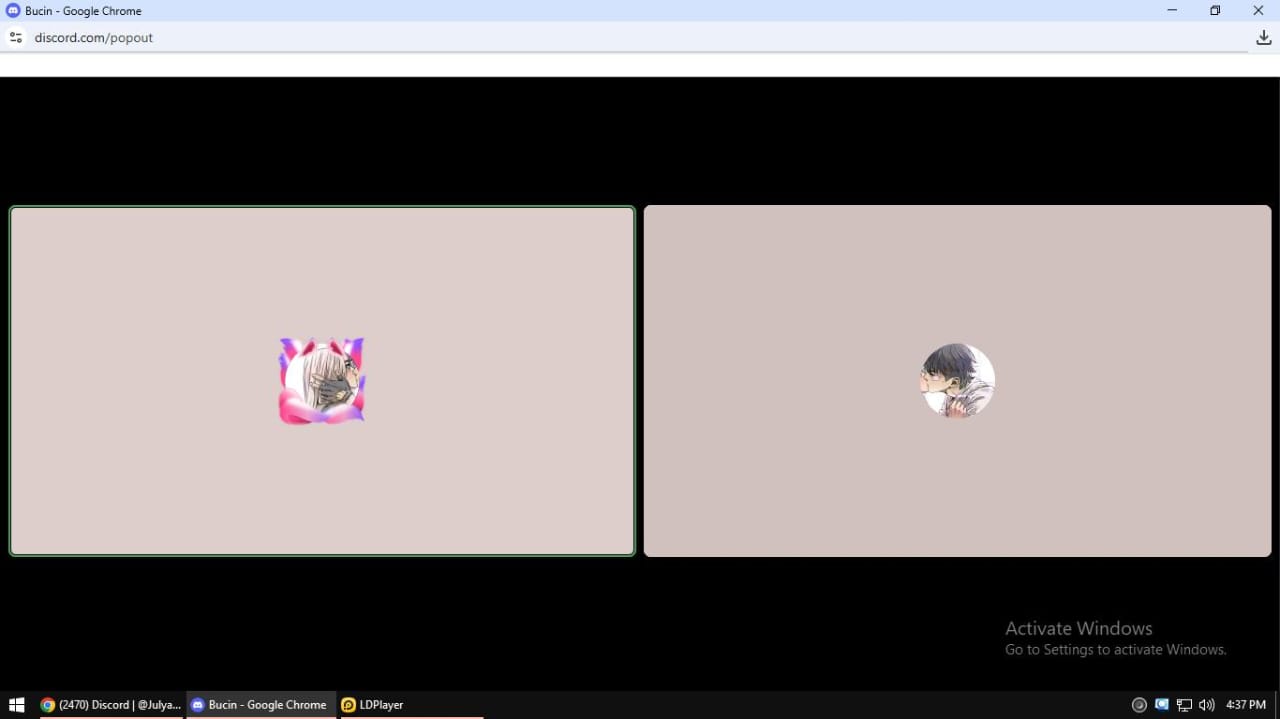 Bucin - Google Chrome
discord.com/popout
Activate Windows
Go to Settings to activate Windows.
(2470) Discord | @Julya...
Bucin - Google Chrome
LDPlayer
4:37 PM